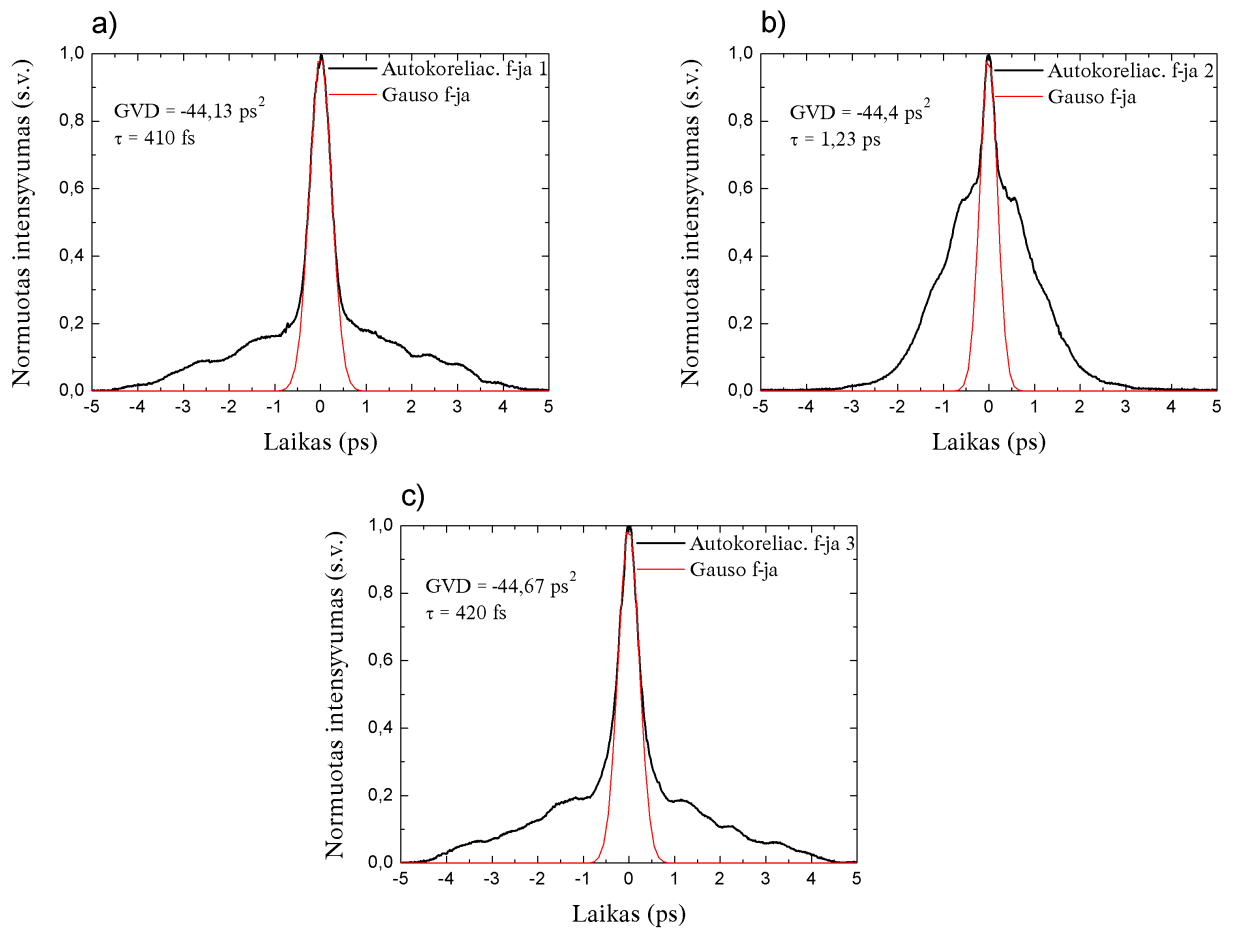 a)
Normuotas intensyvumas (s.v.)
1,0
0,8
0,6
0,4
0,2
0,0
Autokoreliac. f-ja 1
Gauso f-ja
GVD = -44,13 ps²
τ = 410 fs
-5 -4 -3 -2 -1 0 1 2 3 4 5
Laikas (ps)
b)
Normuotas intensyvumas (s.v.)
1,0
0,8
0,6
0,4
0,2
0,0
Autokoreliac. f-ja 2
Gauso f-ja
GVD = -44,4 ps²
τ = 1,23 ps
-5 -4 -3 -2 -1 0 1 2 3 4 5
Laikas (ps)
c)
Normuotas intensyvumas (s.v.)
1,0
0,8
0,6
0,4
0,2
0,0
Autokoreliac. f-ja 3
Gauso f-ja
GVD = -44,67 ps²
τ = 420 fs
-5 -4 -3 -2 -1 0 1 2 3 4 5
Laikas (ps)